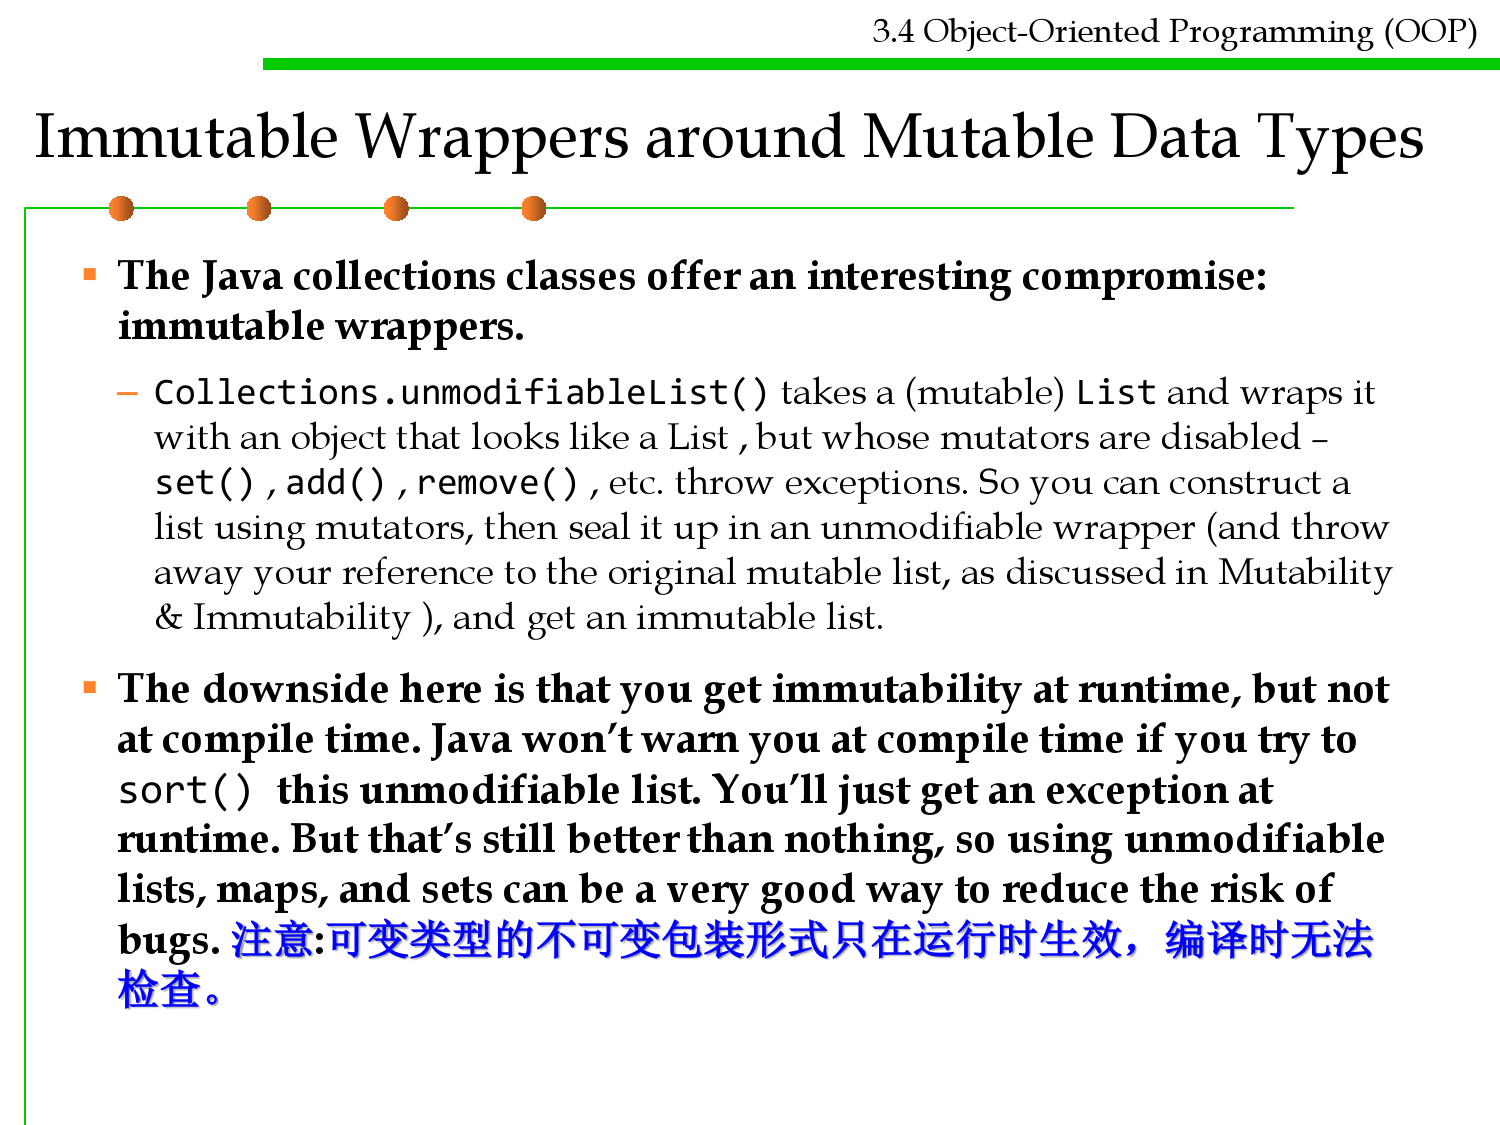 3.4 Object-Oriented Programming (OOP)
Immutable Wrappers around Mutable Data Types
▪ The Java collections classes offer an interesting compromise:
immutable wrappers.
– Collections.unmodifiableList() takes a (mutable) List and wraps it
with an object that looks like a List , but whose mutators are disabled –
set() , add() , remove() , etc. throw exceptions. So you can construct a
list using mutators, then seal it up in an unmodifiable wrapper (and throw
away your reference to the original mutable list, as discussed in Mutability
& Immutability ), and get an immutable list.
▪ The downside here is that you get immutability at runtime, but not
at compile time. Java won’t warn you at compile time if you try to
sort() this unmodifiable list. You’ll just get an exception at
runtime. But that’s still better than nothing, so using unmodifiable
lists, maps, and sets can be a very good way to reduce the risk of
bugs. 注意:可变类型的不可变包装形式只在运行时生效，编译时无法
检查。